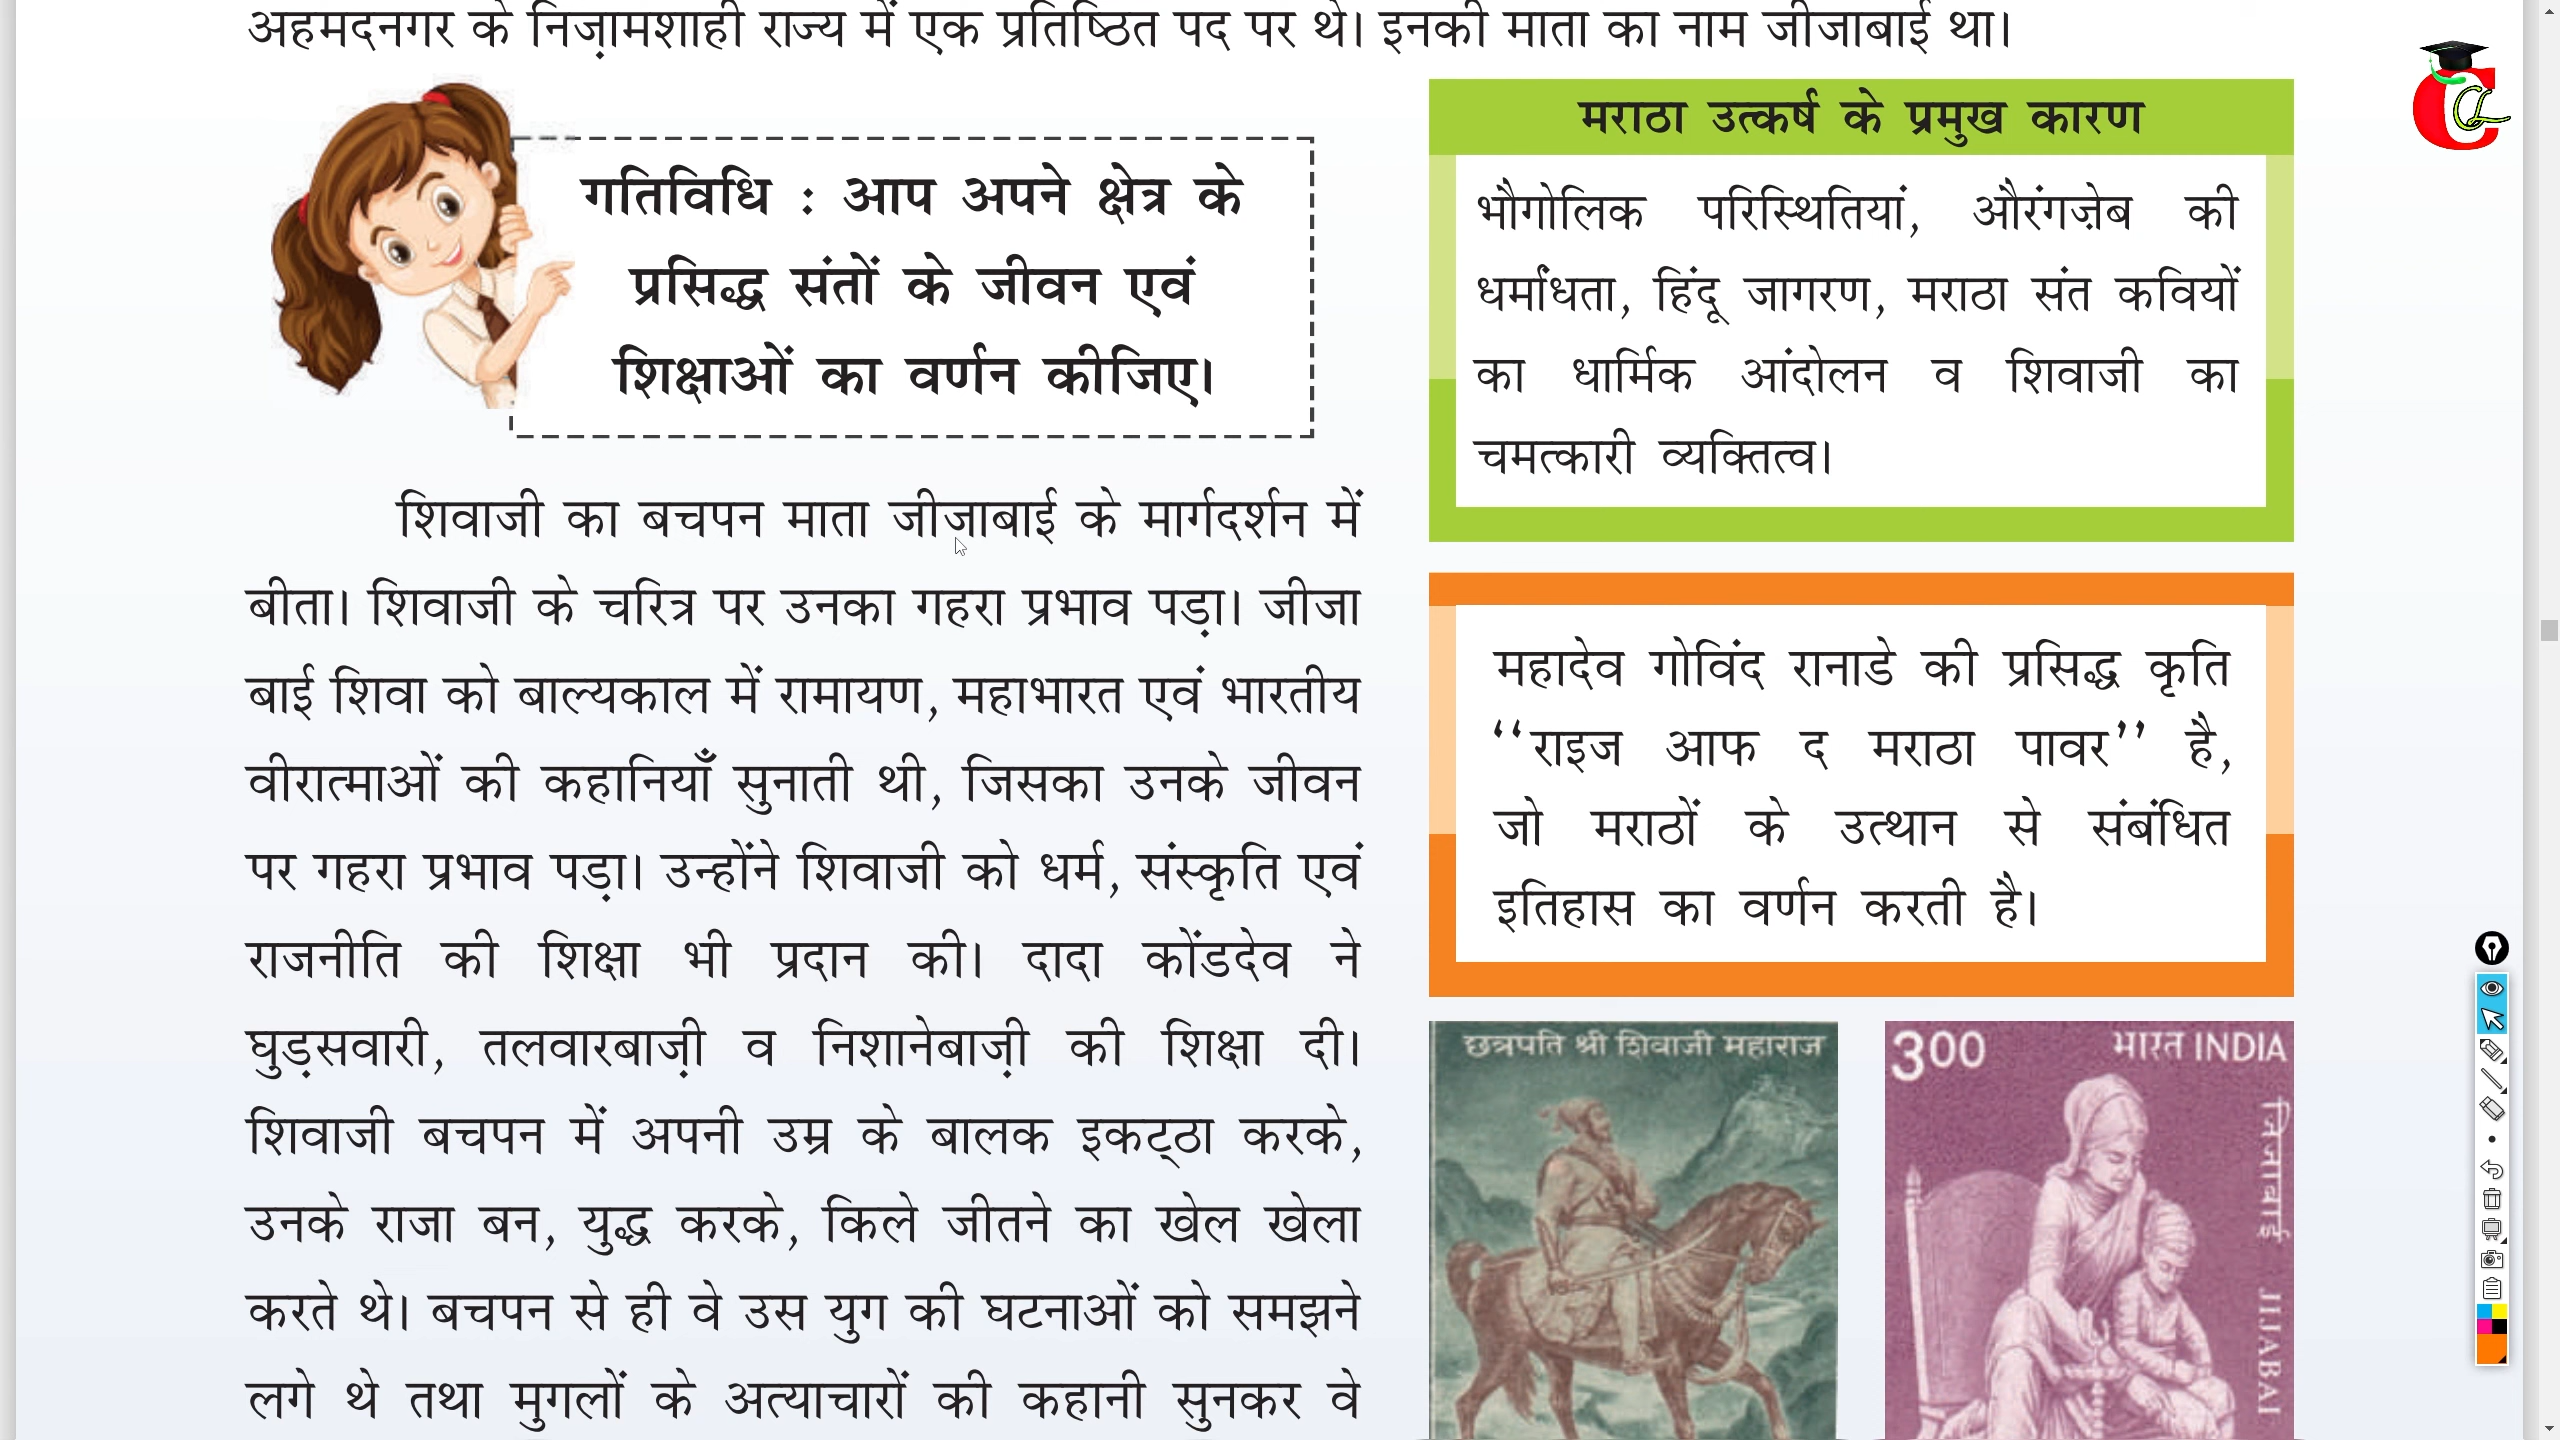 अहमदनगर के निज़ामशाही राज्य में एक प्रतिष्ठित पद पर थे। इनकी माता का नाम जीजाबाई था।
गतिविधि : आप अपने क्षेत्र के
प्रसिद्ध संतों के जीवन एवं
शिक्षाओं का वर्णन कीजिए।
शिवाजी का बचपन माता जीजाबाई के मार्गदर्शन में
बीता। शिवाजी के चरित्र पर उनका गहरा प्रभाव पड़ा। जीजा
बाई शिवा को बाल्यकाल में रामायण, महाभारत एवं भारतीय
वीरात्माओं की कहानियाँ सुनाती थी, जिसका उनके जीवन
पर गहरा प्रभाव पड़ा। उन्होंने शिवाजी को धर्म, संस्कृति एवं
राजनीति की शिक्षा भी प्रदान की। दादा कोंडदेव ने
घुड़सवारी, तलवारबाज़ी व निशानेबाज़ी की शिक्षा दी।
शिवाजी बचपन में अपनी उम्र के बालक इकट्ठा करके,
उनके राजा बन, युद्ध करके, किले जीतने का खेल खेला
करते थे। बचपन से ही वे उस युग की घटनाओं को समझने
लगे थे तथा मुगलों के अत्याचारों की कहानी सुनकर वे
मराठा उत्कर्ष के प्रमुख कारण
भौगोलिक परिस्थितियां, औरंगज़ेब की
धर्मांधता, हिंदू जागरण, मराठा संत कवियों
का धार्मिक आंदोलन व शिवाजी का
चमत्कारी व्यक्तित्व।
महादेव गोविंद रानाडे की प्रसिद्ध कृति
‘‘राइज आफ द मराठा पावर’’ है,
जो मराठों के उत्थान से संबंधित
इतिहास का वर्णन करती है।
छत्रपति श्री शिवाजी महाराज
300 भारत INDIA
जिजाबाई JIJABAI